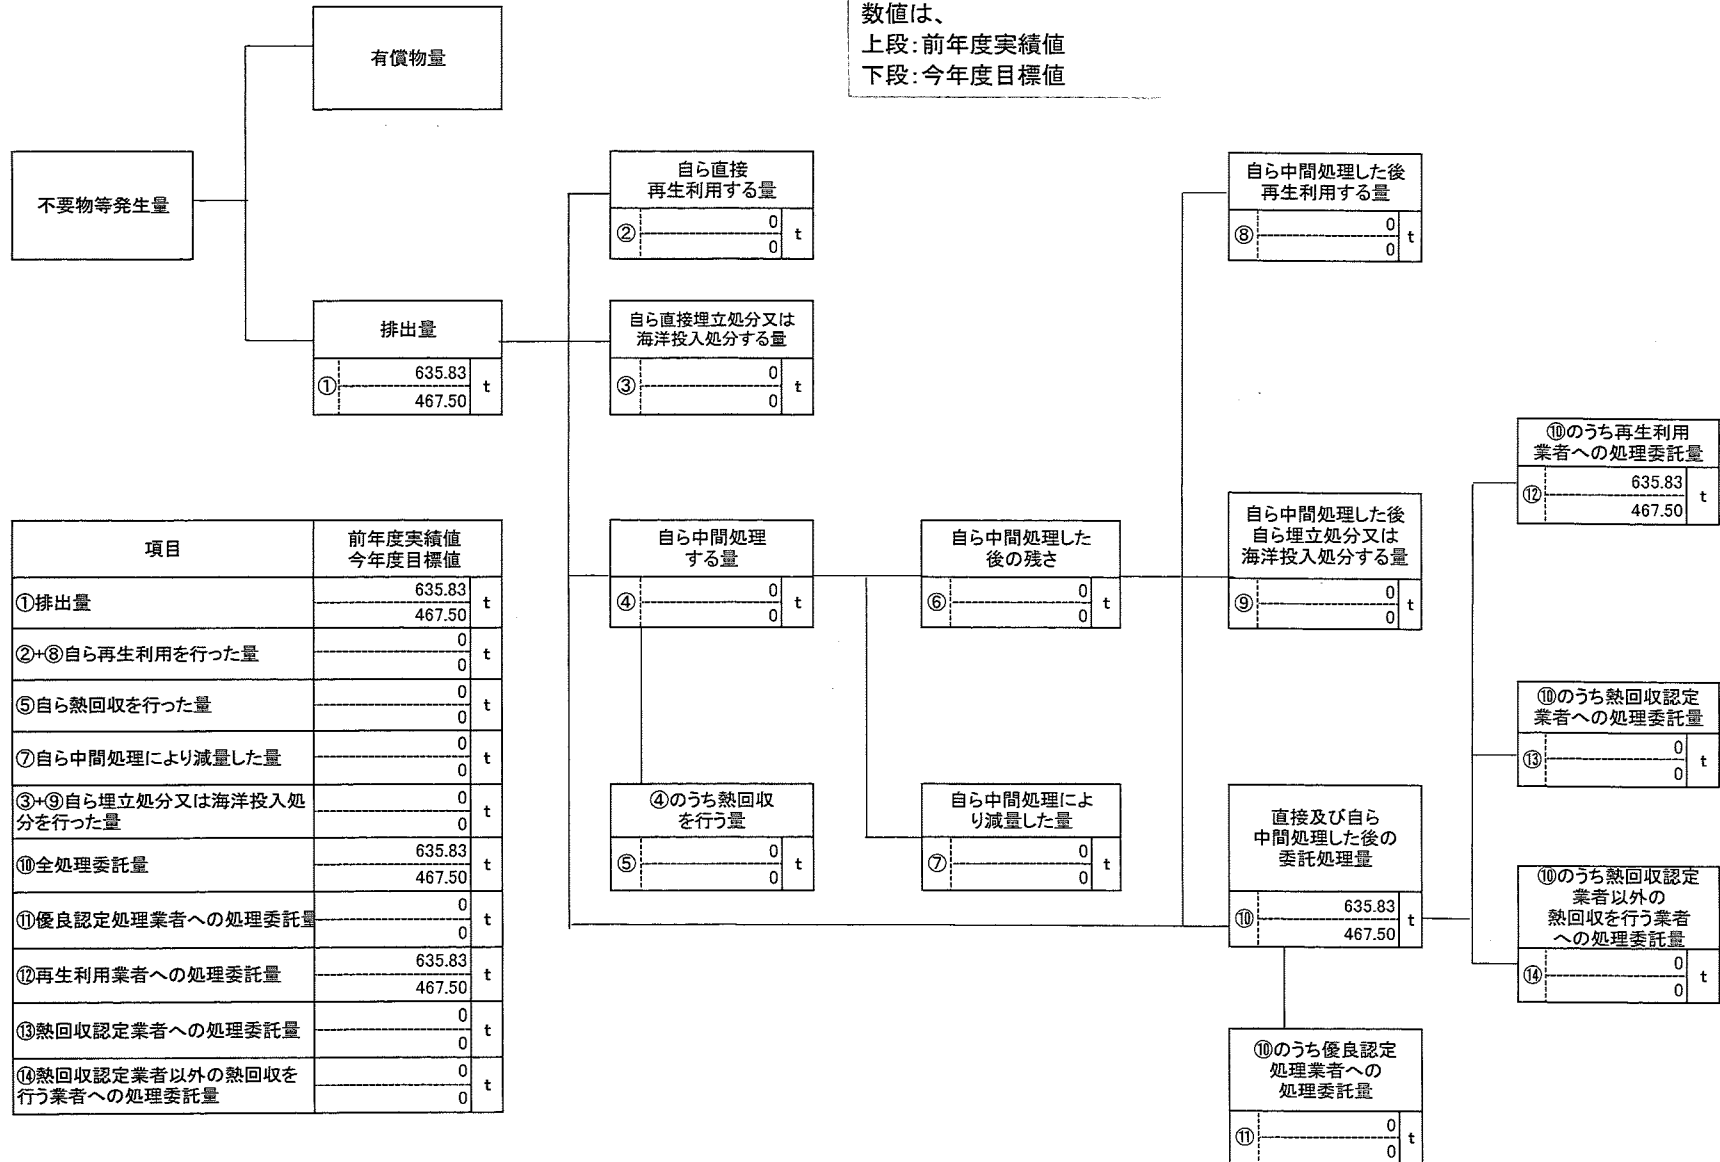 数値は、
上段:前年度実績値
下段:今年度目標値
有償物量
不要物等発生量
排出量
① 635.83 t
467.50
自ら直接
再生利用する量
② 0 t
0
自ら直接埋立処分又は
海洋投入処分する量
③ 0 t
0
自ら中間処理
する量
④ 0 t
0
④のうち熱回収
を行う量
⑤ 0 t
0
自ら中間処理した
後の残さ
⑥ 0 t
0
自ら中間処理によ
り減量した量
⑦ 0 t
0
自ら中間処理した後
再生利用する量
⑧ 0 t
0
自ら中間処理した後
自ら埋立処分又は
海洋投入処分する量
⑨ 0 t
0
直接及び自ら
中間処理した後の
委託処理量
⑩ 635.83 t
467.50
⑩のうち優良認定
処理業者への
処理委託量
⑪ 0 t
0
⑩のうち再生利用
業者への処理委託量
⑫ 635.83 t
467.50
⑩のうち熱回収認定
業者への処理委託量
⑬ 0 t
0
⑩のうち熱回収認定
業者以外の
熱回収を行う業者
への処理委託量
⑭ 0 t
0
項目
前年度実績値
今年度目標値
①排出量 635.83 t
467.50
②+⑧自ら再生利用を行った量 0 t
0
⑤自ら熱回収を行った量 0 t
0
⑦自ら中間処理により減量した量 0 t
0
③+⑨自ら埋立処分又は海洋投入処
分を行った量 0 t
0
⑩全処理委託量 635.83 t
467.50
⑪優良認定処理業者への処理委託量 0 t
0
⑫再生利用業者への処理委託量 635.83 t
467.50
⑬熱回収認定業者への処理委託量 0 t
0
⑭熱回収認定業者以外の熱回収を
行う業者への処理委託量 0 t
0